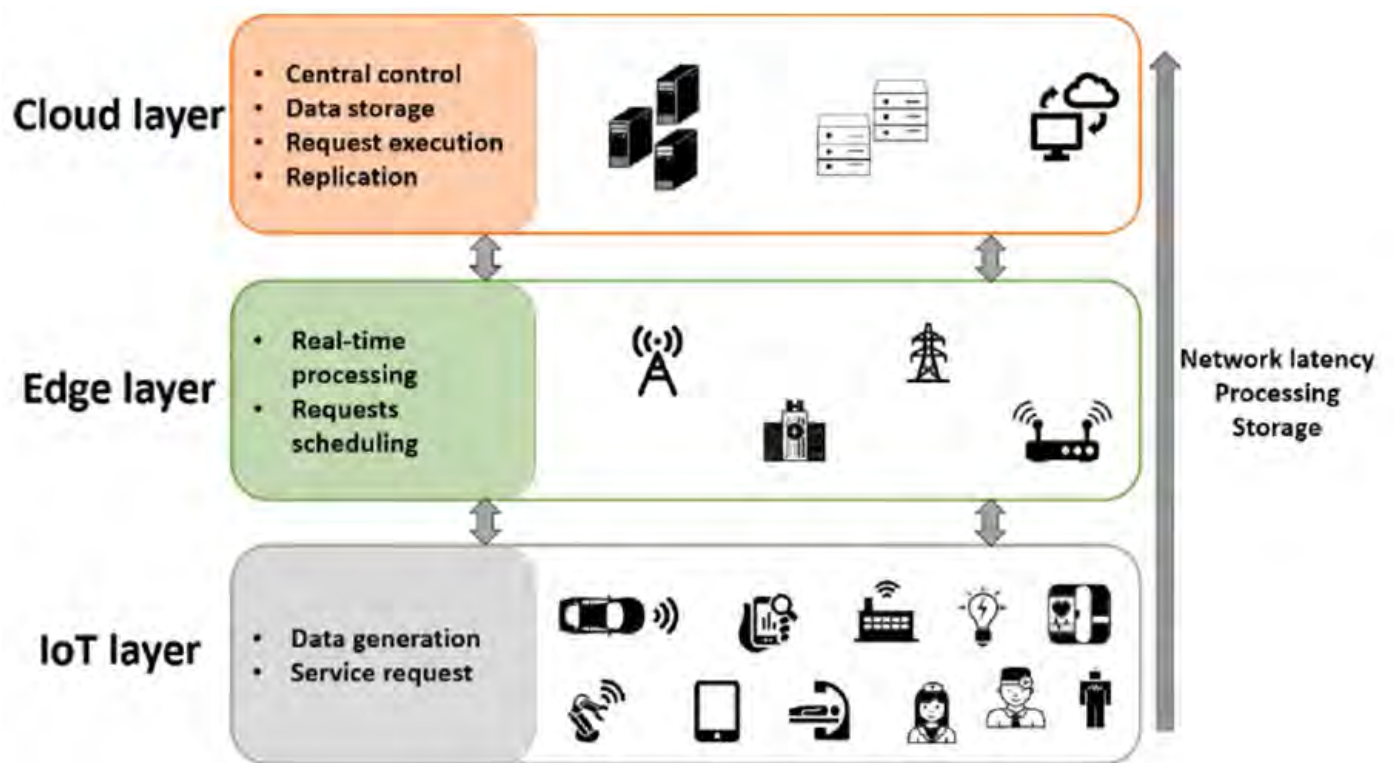 Cloud layer
• Central control
• Data storage
• Request execution
• Replication
Edge layer
• Real-time
processing
• Requests
scheduling
Network latency
Processing
Storage
IoT layer
• Data generation
• Service request